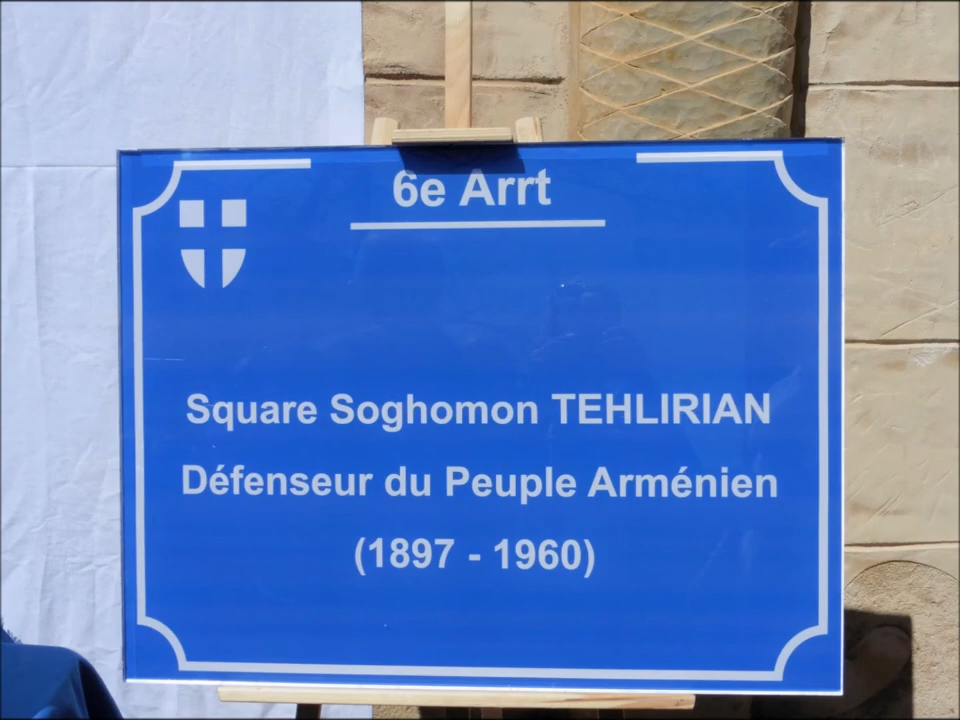 6e Arrt
Square Soghomon TEHLIRIAN
Défenseur du Peuple Arménien
(1897 - 1960)